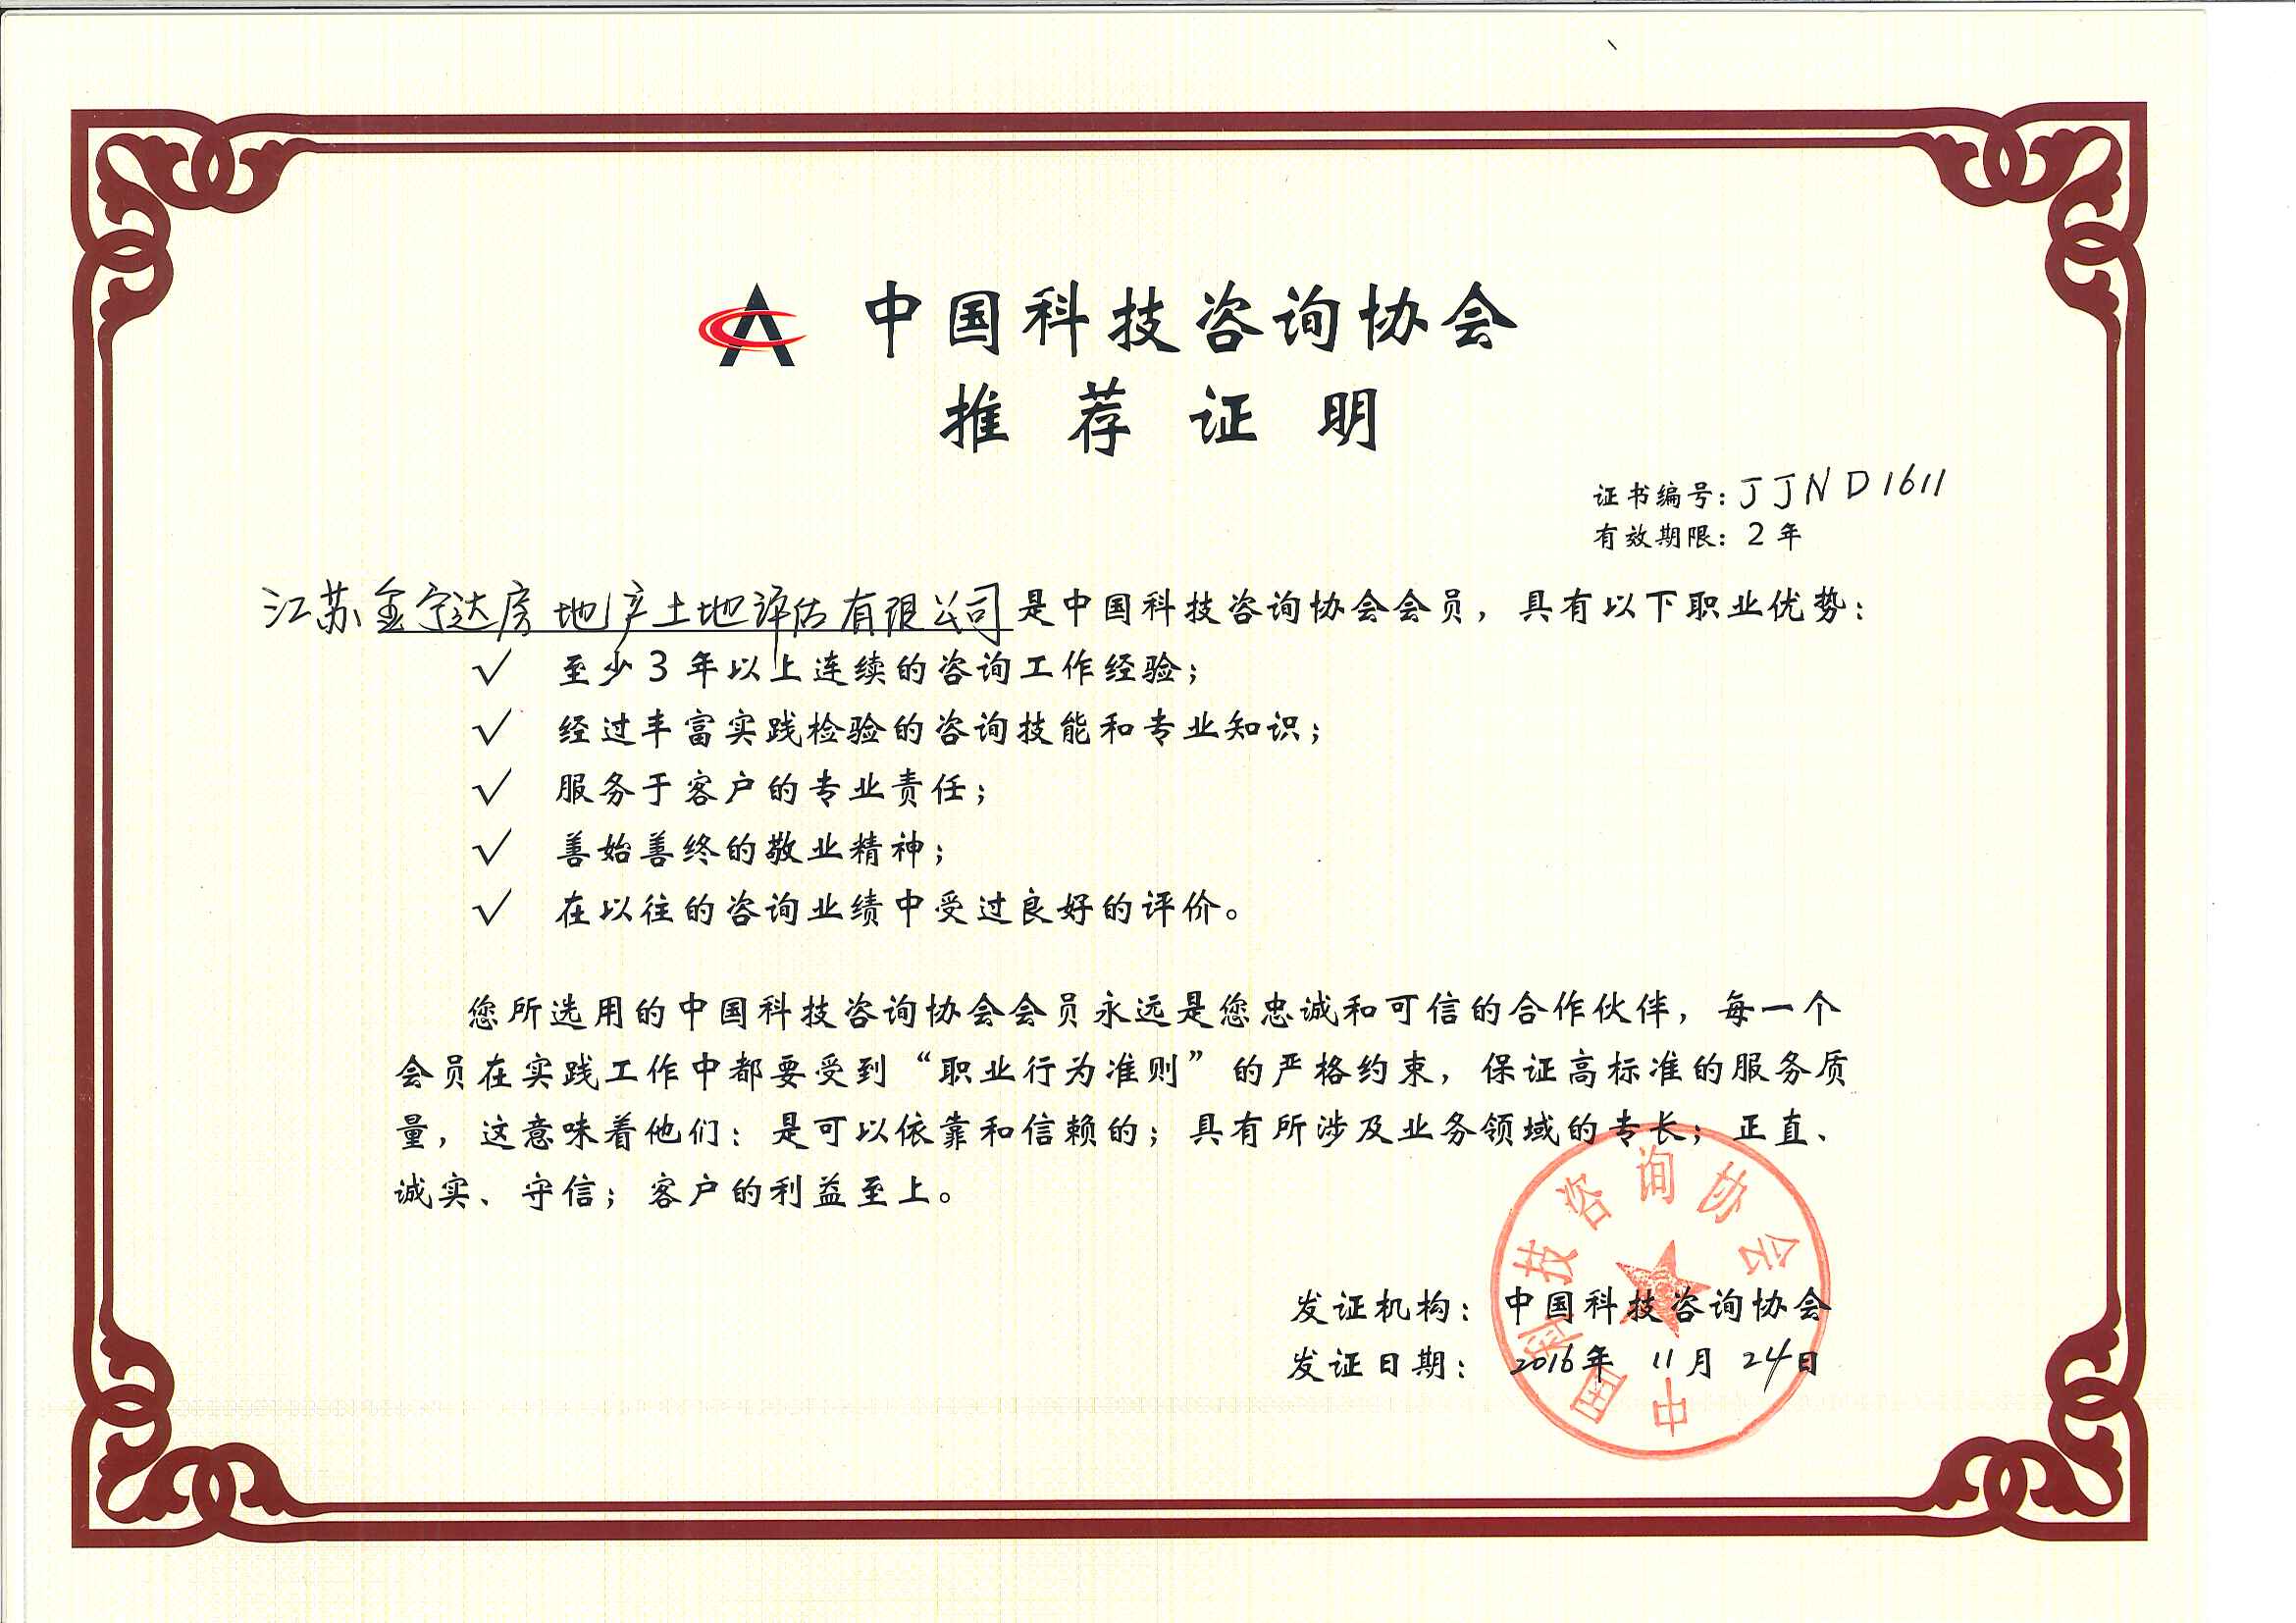 中国科技咨询协会
推荐证明
证书编号：JJND1611
有效期限：2年
江苏金宁达房地产土地评估有限公司是中国科技咨询协会会员，具有以下职业优势：
√ 至少3年以上连续的咨询工作经验；
√ 经过丰富实践检验的咨询技能和专业知识；
√ 服务于客户的专业责任；
√ 善始善终的敬业精神；
√ 在以往的咨询业绩中受过良好的评价。
您所选用的中国科技咨询协会会员永远是您忠诚和可信的合作伙伴，每一个
会员在实践工作中都要受到“职业行为准则”的严格约束，保证高标准的服务质
量，这意味着他们：是可以依靠和信赖的；具有所涉及业务领域的专长；正直、
诚实、守信；客户的利益至上。
发证机构：中国科技咨询协会
发证日期：2016年11月24日
中国科技咨询协会